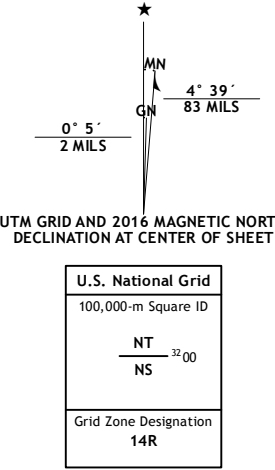 MN
4° 39´
83 MILS
GN
0° 5´
2 MILS
UTM GRID AND 2016 MAGNETIC NORT
DECLINATION AT CENTER OF SHEET
U.S. National Grid
100,000-m Square ID
NT
3200
NS
Grid Zone Designation
14R